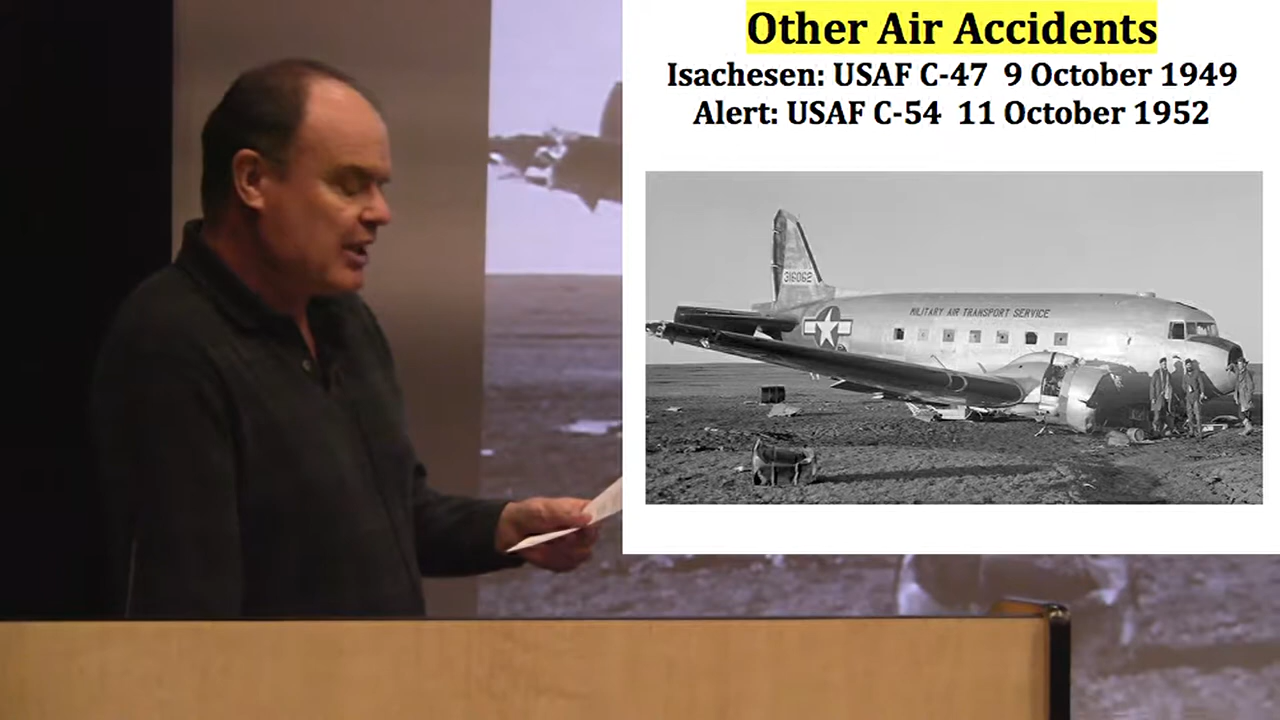 Other Air Accidents
Isachesen: USAF C-47 9 October 1949
Alert: USAF C-54 11 October 1952
316062
MILITARY AIR TRANSPORT SERVICE